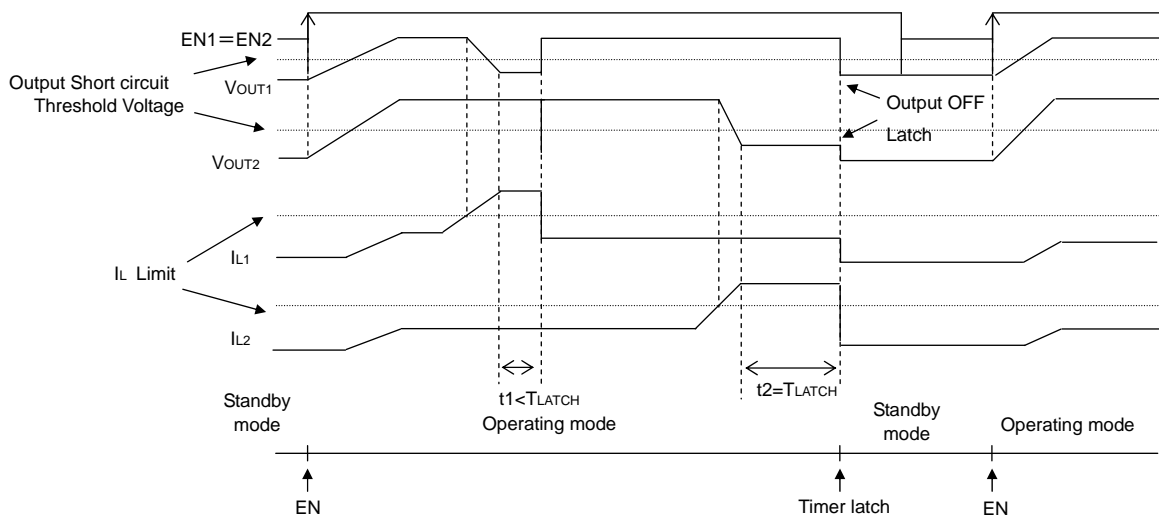 EN1=EN2
Output Short circuit
Threshold Voltage
VOUT1
Output OFF
Latch
VOUT2
IL1
IL Limit
IL2
t1<TLATCH
t2=TLATCH
Standby
mode
Operating mode
Standby
mode
Operating mode
EN
Timer latch
EN